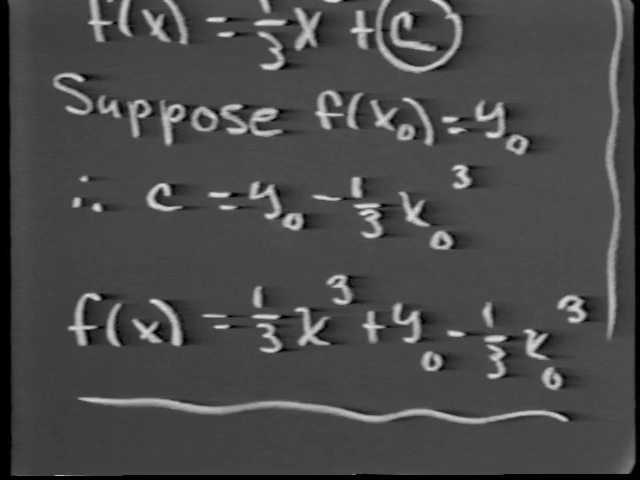 f(x) = 1/3 x + c
Suppose f(x₀) = y₀
∴ c = y₀ - 1/3 x₀³
f(x) = 1/3 x³ + y₀ - 1/3 x₀³